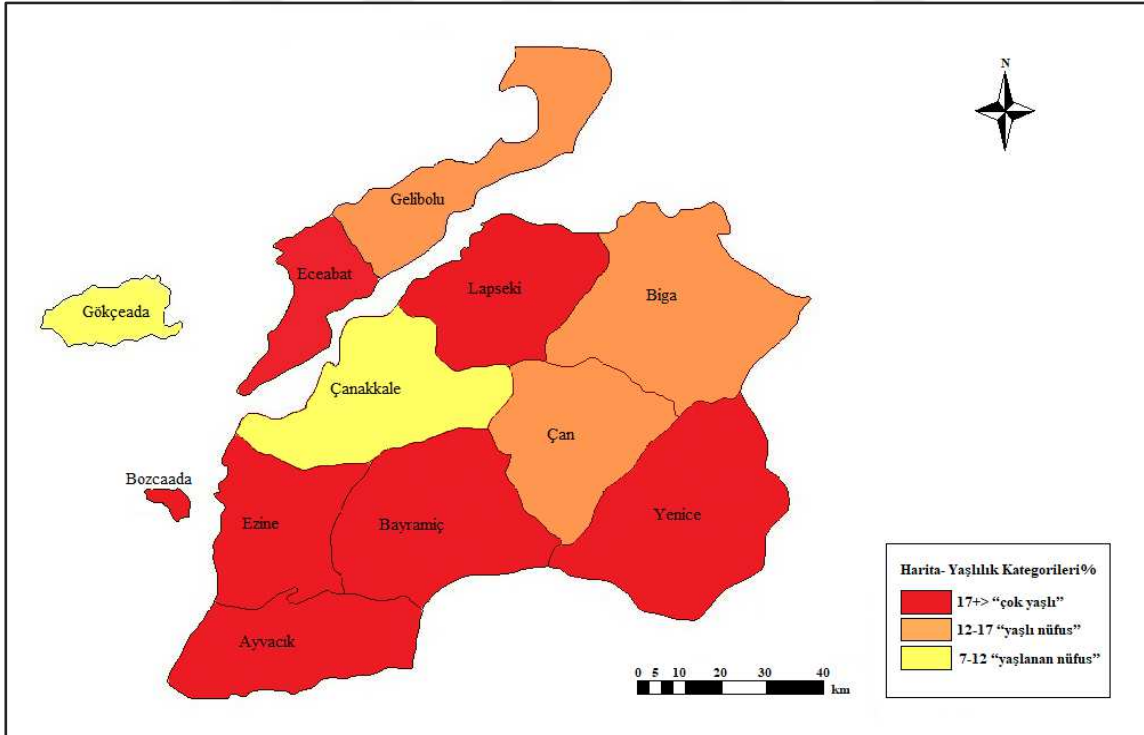 N
Gelibolu
Eceabat
Lapseki
Biga
Gökçeada
Çanakkale
Çan
Bozcaada
Ezine
Bayramiç
Yenice
Ayvacık
Harita- Yaşlılık Kategorileri%
17+> “çok yaşlı”
12-17 “yaşlı nüfus”
7-12 “yaşlanan nüfus”
0 5 10 20 30 40
km